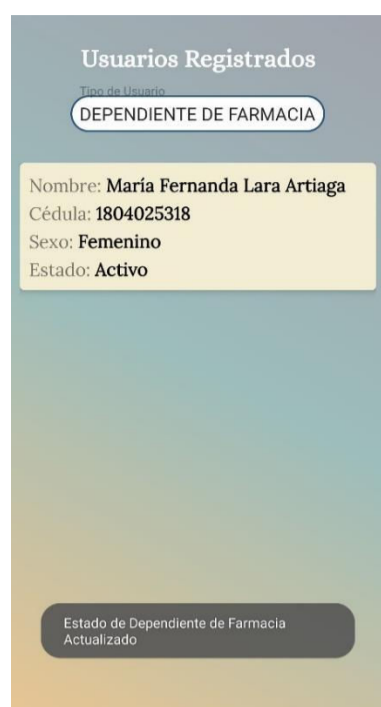 Usuarios Registrados
Tipo de Usuario
DEPENDIENTE DE FARMACIA
Nombre: María Fernanda Lara Artiaga
Cédula: 1804025318
Sexo: Femenino
Estado: Activo
Estado de Dependiente de Farmacia
Actualizado